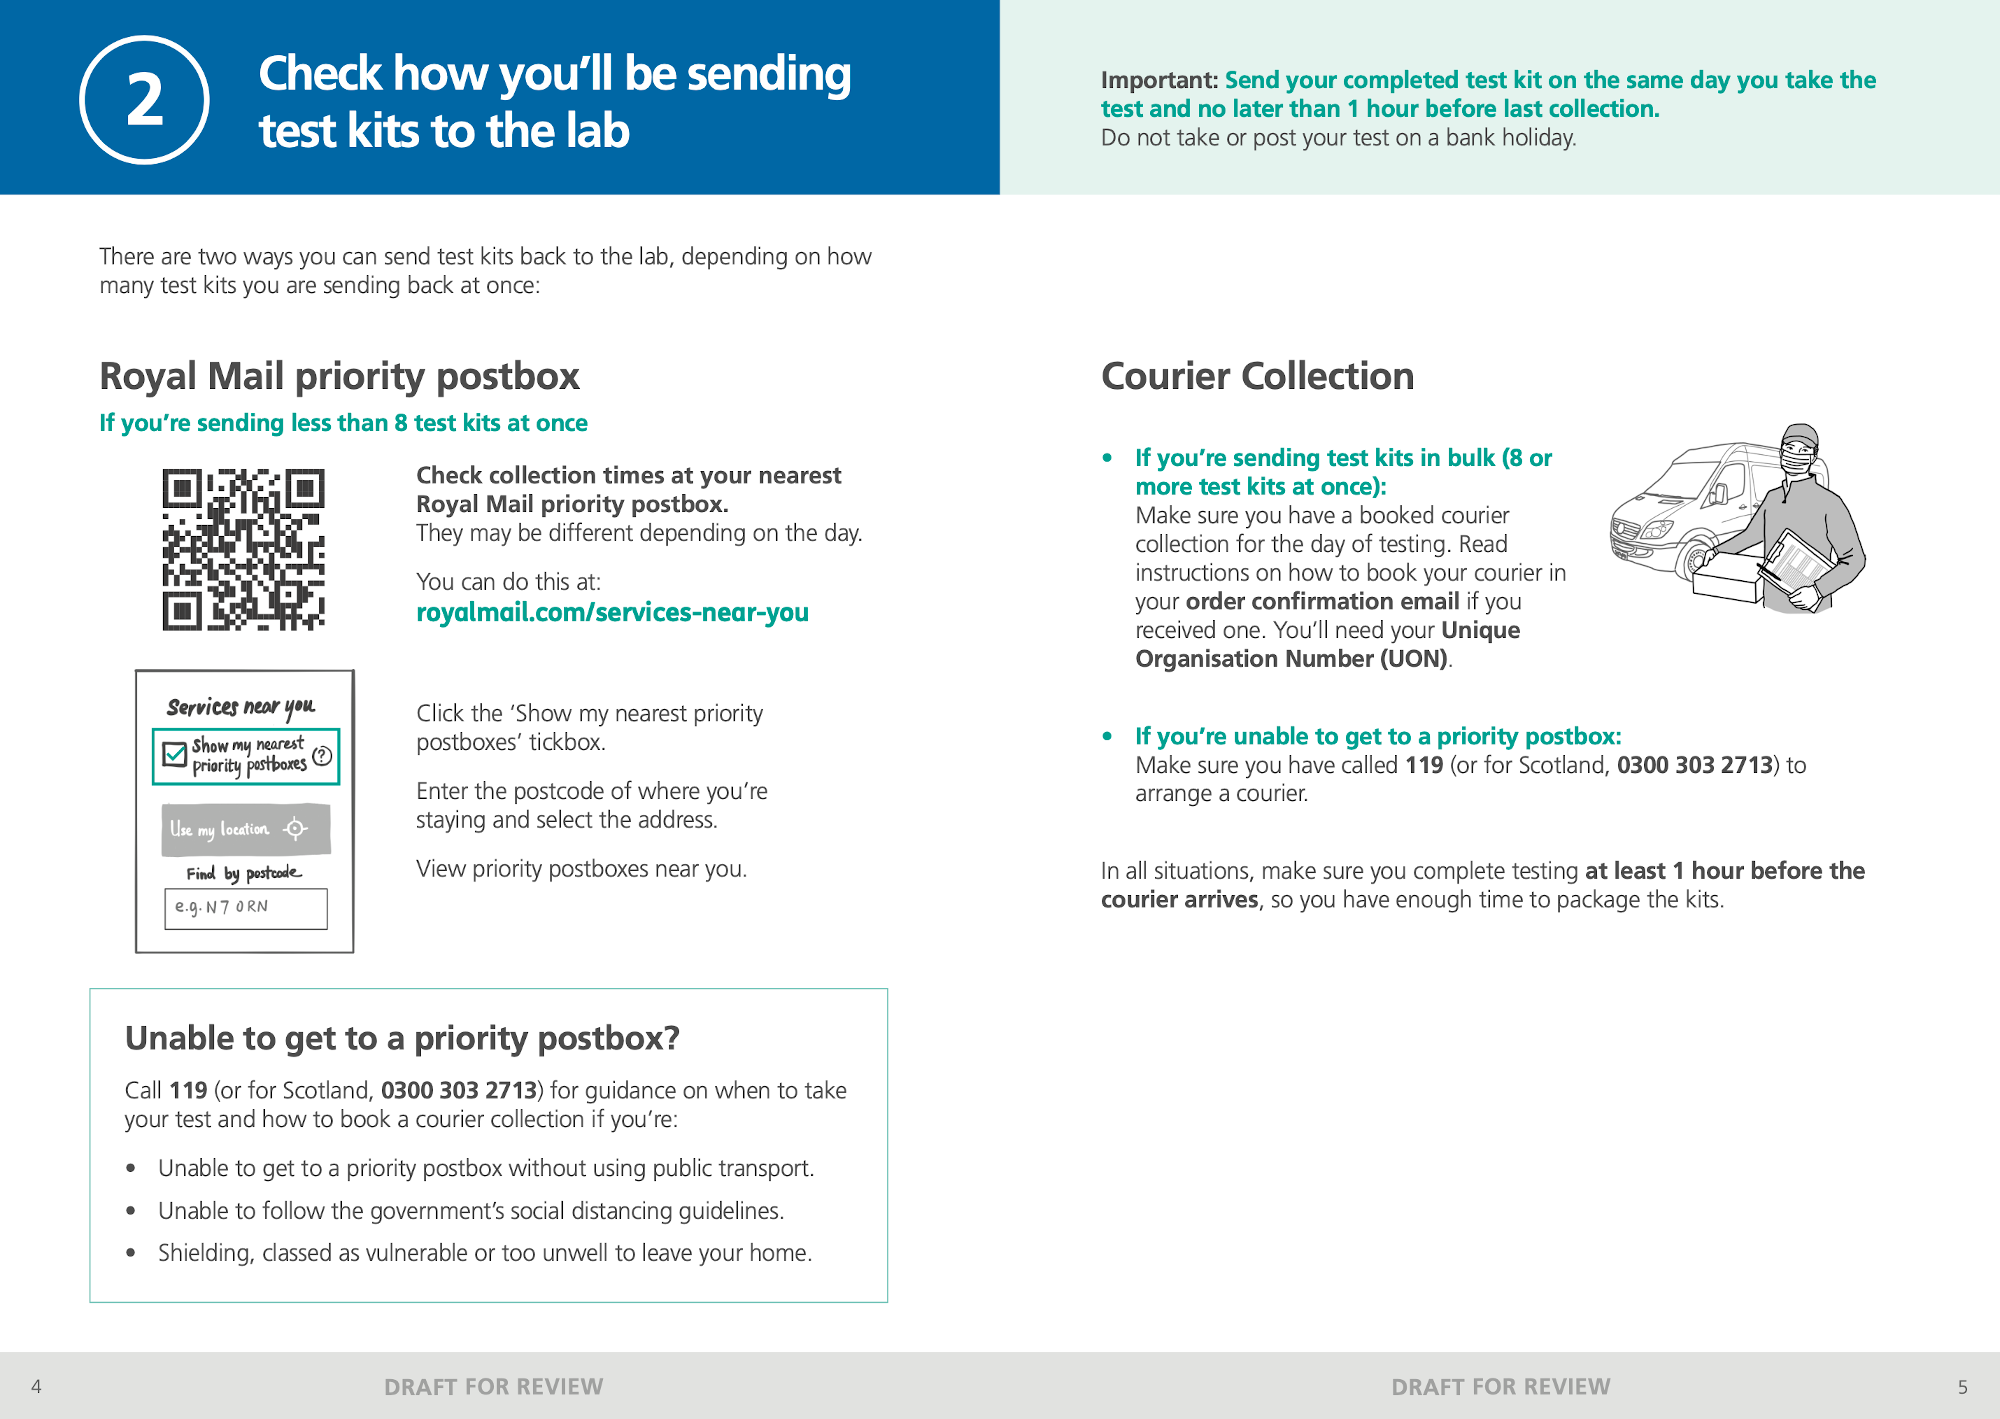 2
Check how you’ll be sending
test kits to the lab
Important: Send your completed test kit on the same day you take the
test and no later than 1 hour before last collection.
Do not take or post your test on a bank holiday.
There are two ways you can send test kits back to the lab, depending on how
many test kits you are sending back at once:
Royal Mail priority postbox
If you’re sending less than 8 test kits at once
Check collection times at your nearest
Royal Mail priority postbox.
They may be different depending on the day.
You can do this at:
royalmail.com/services-near-you
Services near you
Show my nearest
priority postboxes ?
Use my location
Find by postcode
e.g. N7 0RN
Click the ‘Show my nearest priority
postboxes’ tickbox.
Enter the postcode of where you’re
staying and select the address.
View priority postboxes near you.
Unable to get to a priority postbox?
Call 119 (or for Scotland, 0300 303 2713) for guidance on when to take
your test and how to book a courier collection if you’re:
• Unable to get to a priority postbox without using public transport.
• Unable to follow the government’s social distancing guidelines.
• Shielding, classed as vulnerable or too unwell to leave your home.
Courier Collection
• If you’re sending test kits in bulk (8 or
more test kits at once):
Make sure you have a booked courier
collection for the day of testing. Read
instructions on how to book your courier in
your order confirmation email if you
received one. You’ll need your Unique
Organisation Number (UON).
• If you’re unable to get to a priority postbox:
Make sure you have called 119 (or for Scotland, 0300 303 2713) to
arrange a courier.
In all situations, make sure you complete testing at least 1 hour before the
courier arrives, so you have enough time to package the kits.
4
DRAFT FOR REVIEW
DRAFT FOR REVIEW
5